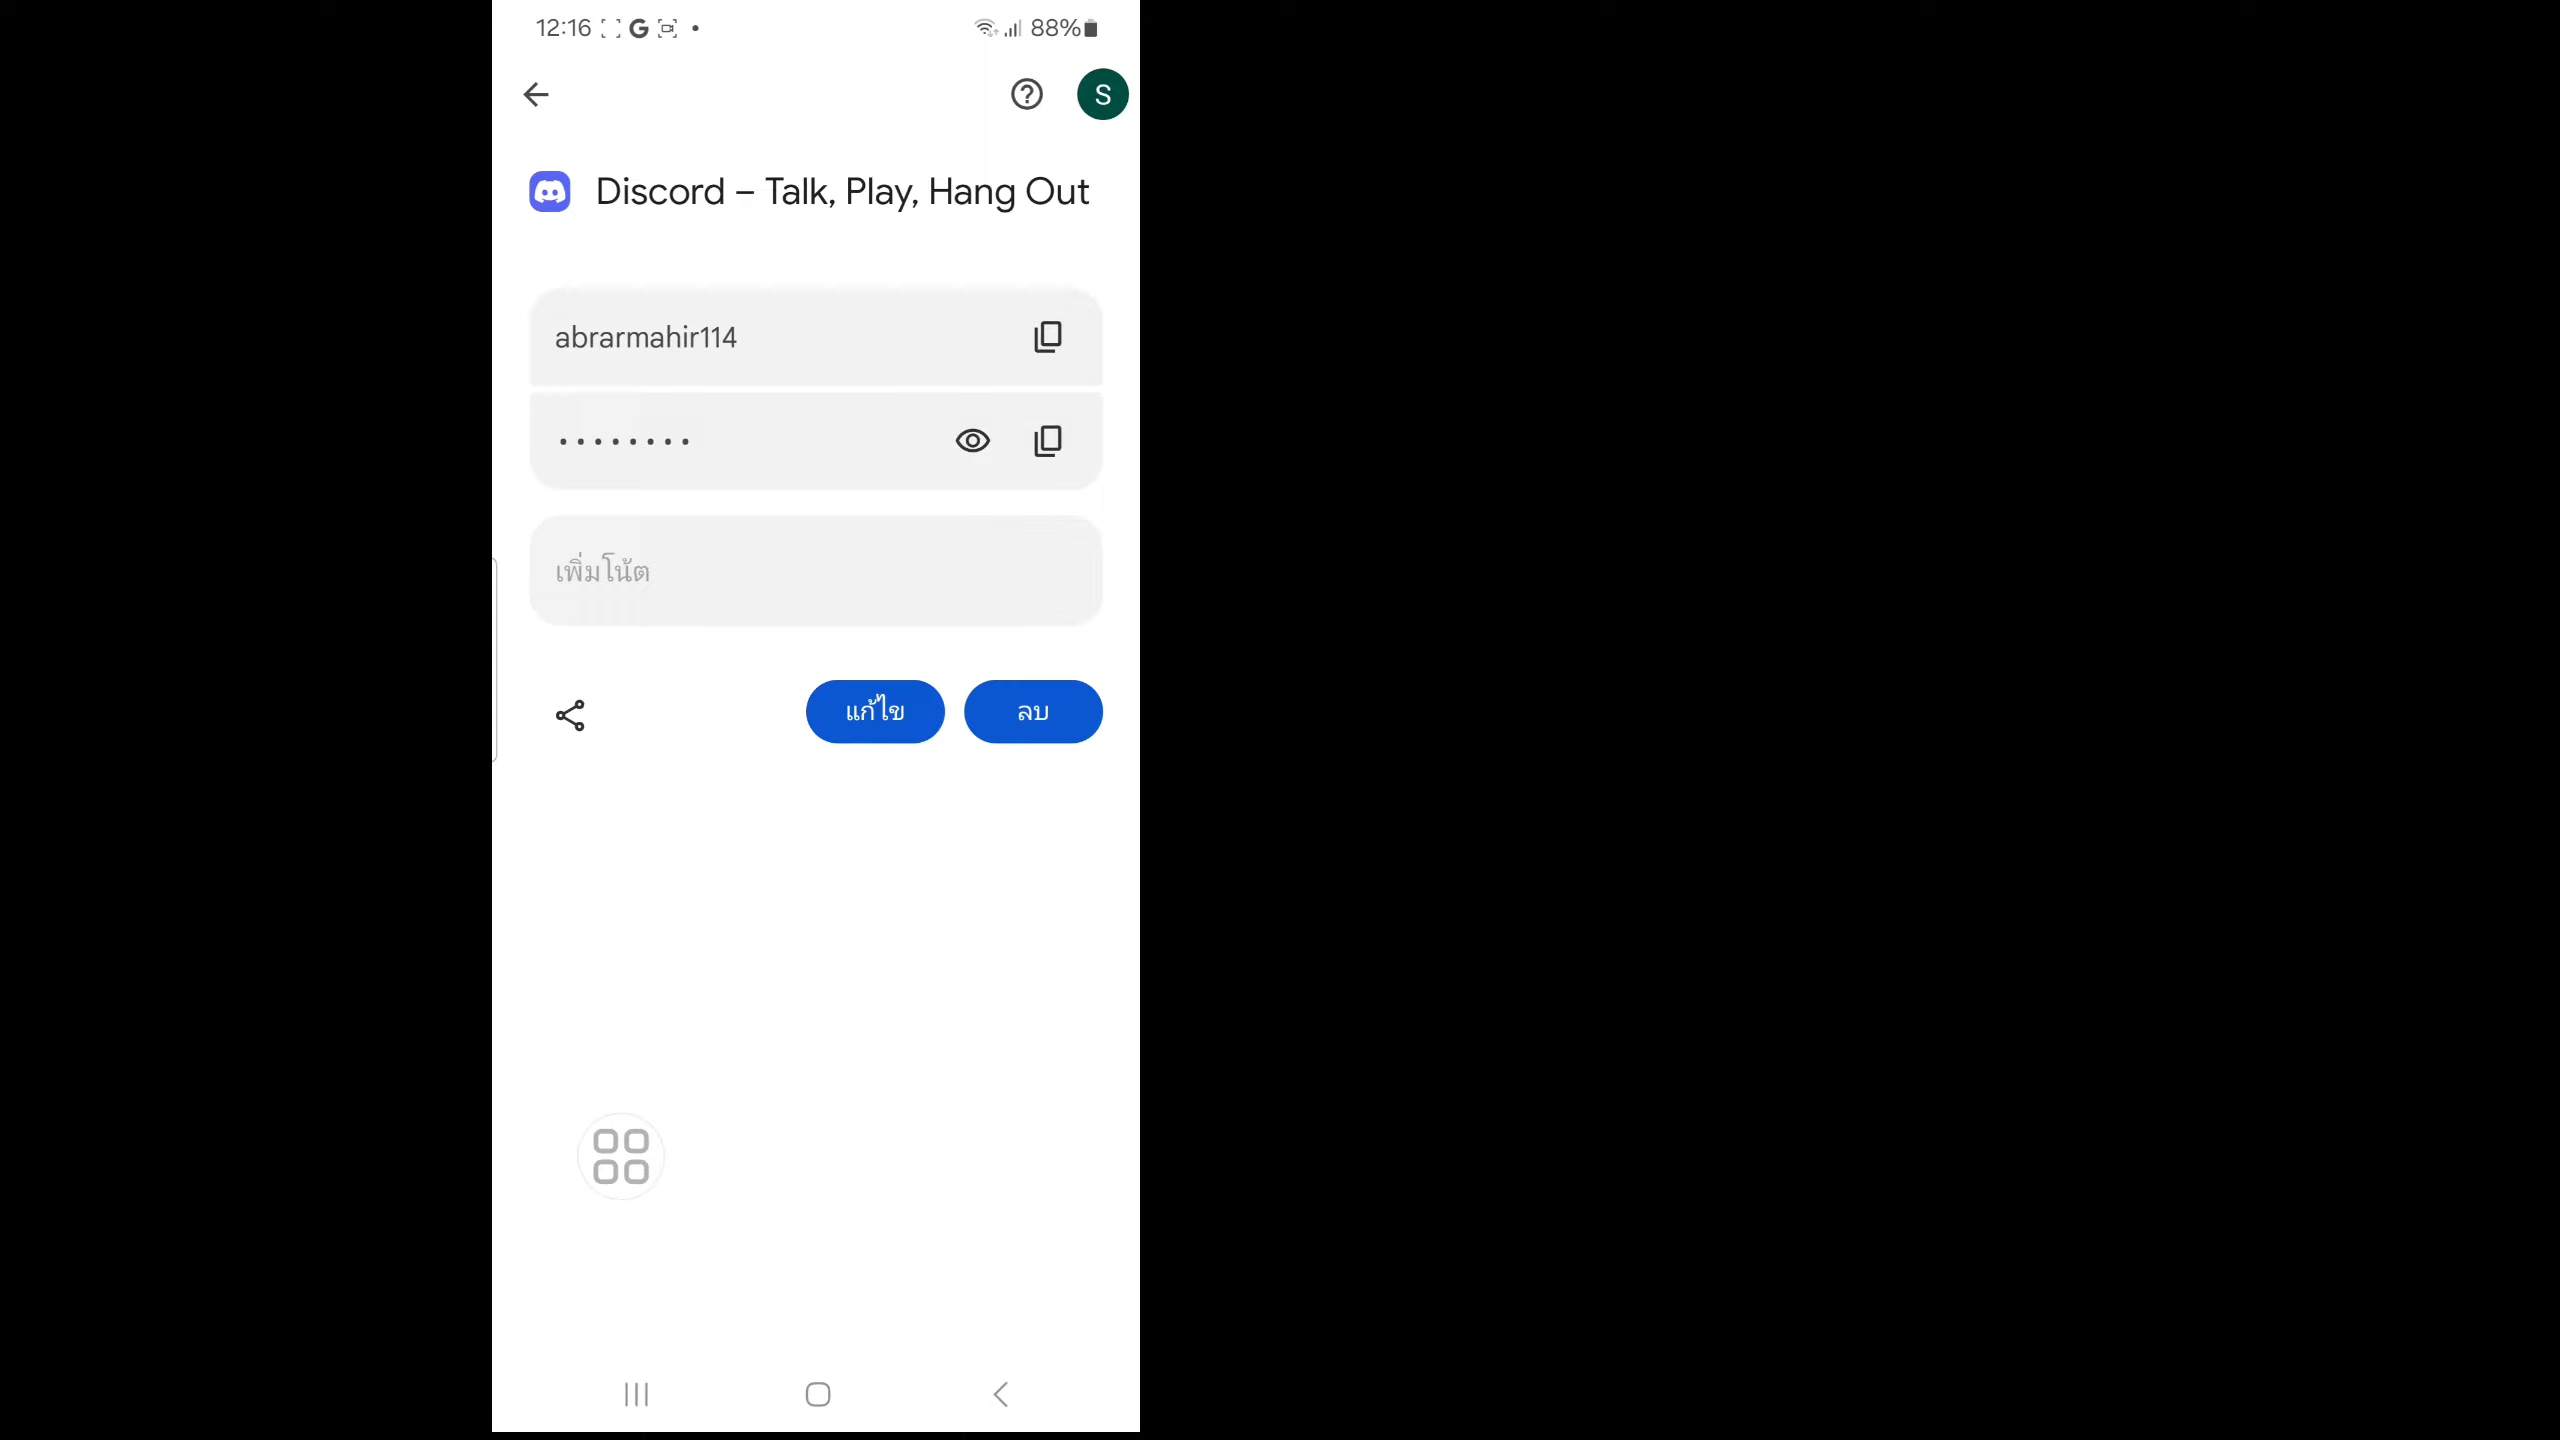 12:16 G 88%
S
Discord – Talk, Play, Hang Out
abrarmahir114
••••••••
เพิ่มโน้ต
แก้ไข ลบ